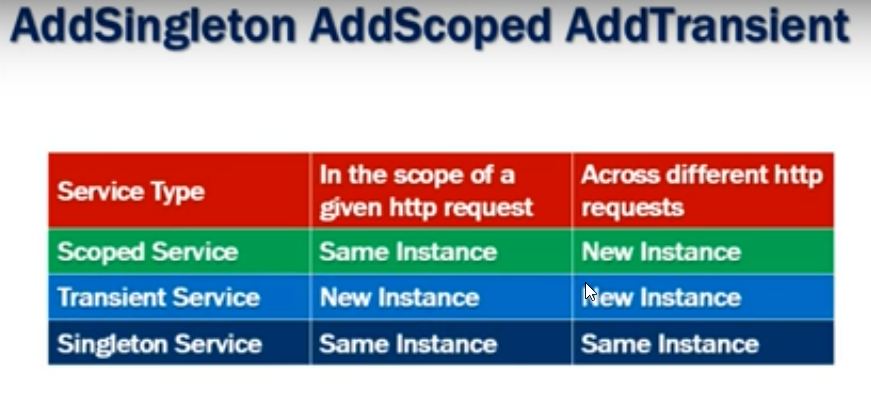 AddSingleton AddScoped AddTransient
Service Type
In the scope of a
given http request
Across different http
requests
Scoped Service
Same Instance
New Instance
Transient Service
New Instance
New Instance
Singleton Service
Same Instance
Same Instance